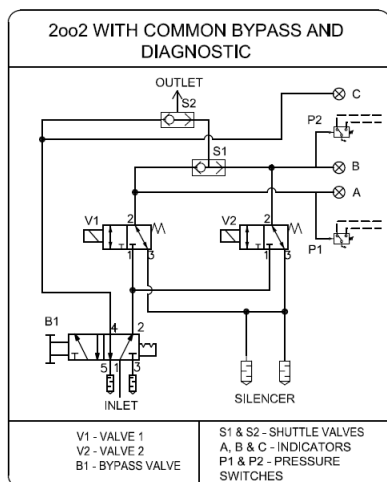 2oo2 WITH COMMON BYPASS AND
DIAGNOSTIC
OUTLET
S2
C
P2
S1
B
A
V1
2
V2
2
P1
1
3
1
3
B1
4
2
5
1
3
INLET
SILENCER
V1 - VALVE 1
V2 - VALVE 2
B1 - BYPASS VALVE
S1 & S2 - SHUTTLE VALVES
A, B & C - INDICATORS
P1 & P2 - PRESSURE
SWITCHES